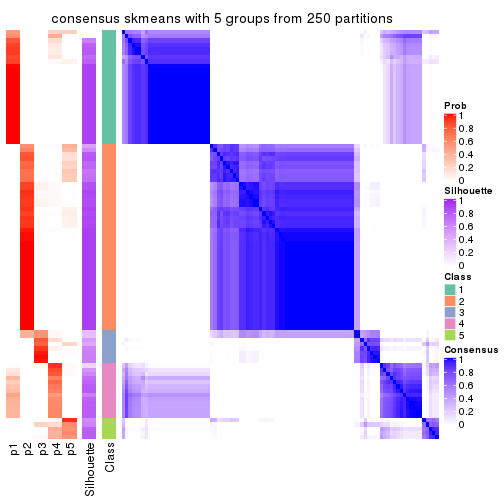 consensus skmeans with 5 groups from 250 partitions
Prob
1
0.8
0.6
0.4
0.2
0
Silhouette
1
0.8
0.6
0.4
0.2
0
Class
1
2
3
4
5
Consensus
1
0.8
0.6
0.4
0.2
0
p1
p2
p3
p4
p5
Silhouette
Class